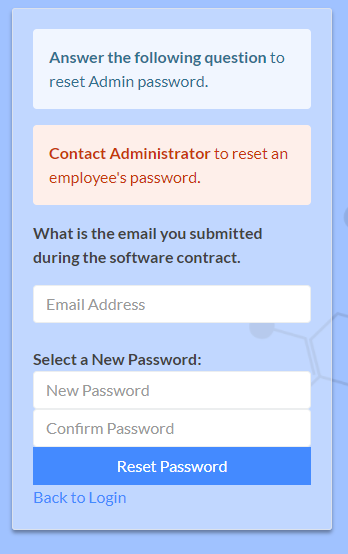 Answer the following question to
reset Admin password.
Contact Administrator to reset an
employee's password.
What is the email you submitted
during the software contract.
Email Address
Select a New Password:
New Password
Confirm Password
Reset Password
Back to Login